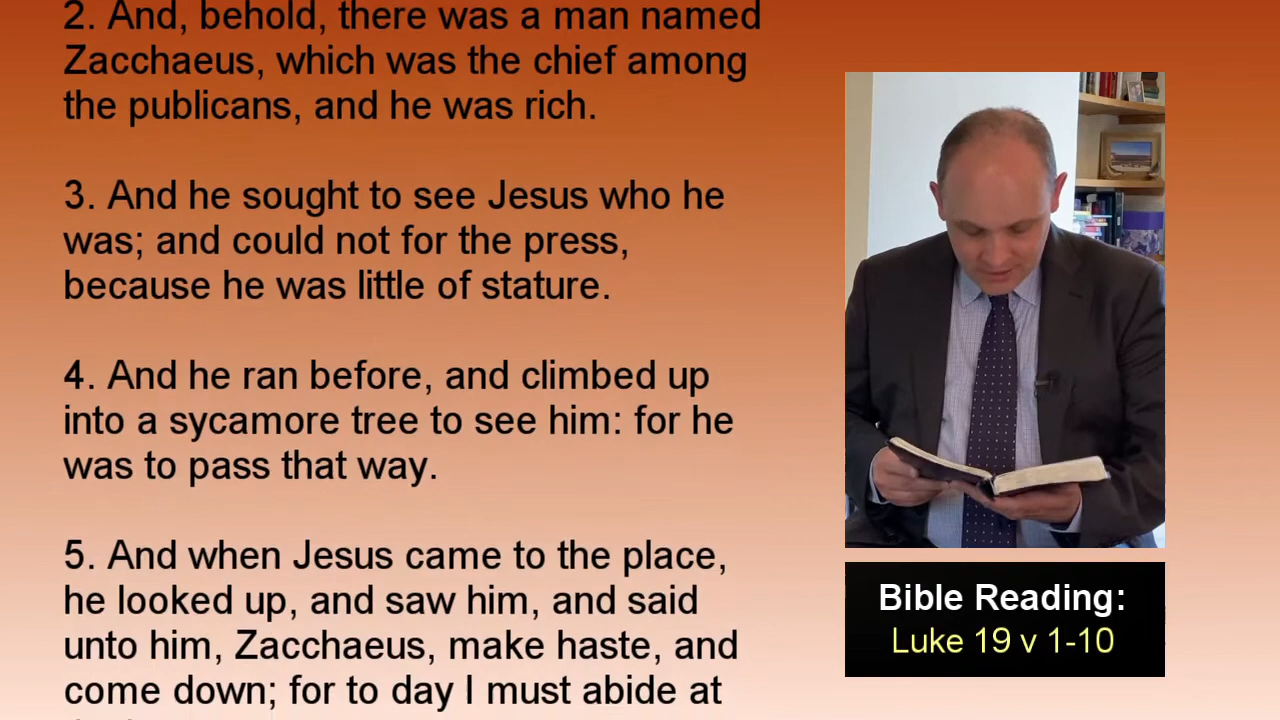 2. And, behold, there was a man named
Zacchaeus, which was the chief among
the publicans, and he was rich.
3. And he sought to see Jesus who he
was; and could not for the press,
because he was little of stature.
4. And he ran before, and climbed up
into a sycamore tree to see him: for he
was to pass that way.
5. And when Jesus came to the place,
he looked up, and saw him, and said
unto him, Zacchaeus, make haste, and
come down; for to day I must abide at
Bible Reading:
Luke 19 v 1-10